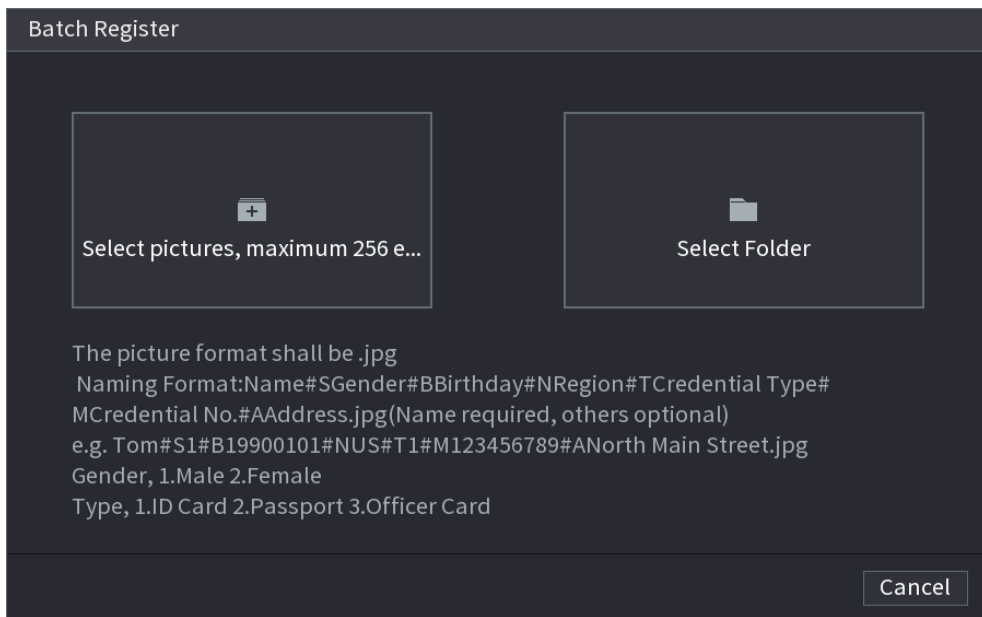 Batch Register
Select pictures, maximum 256 e...
Select Folder
The picture format shall be .jpg
Naming Format:Name#SGender#BBirthday#NRegion#TCredential Type#
MCredential No.#AAddress.jpg(Name required, others optional)
e.g. Tom#S1#B19900101#NUS#T1#M123456789#ANorth Main Street.jpg
Gender, 1.Male 2.Female
Type, 1.ID Card 2.Passport 3.Officer Card
Cancel